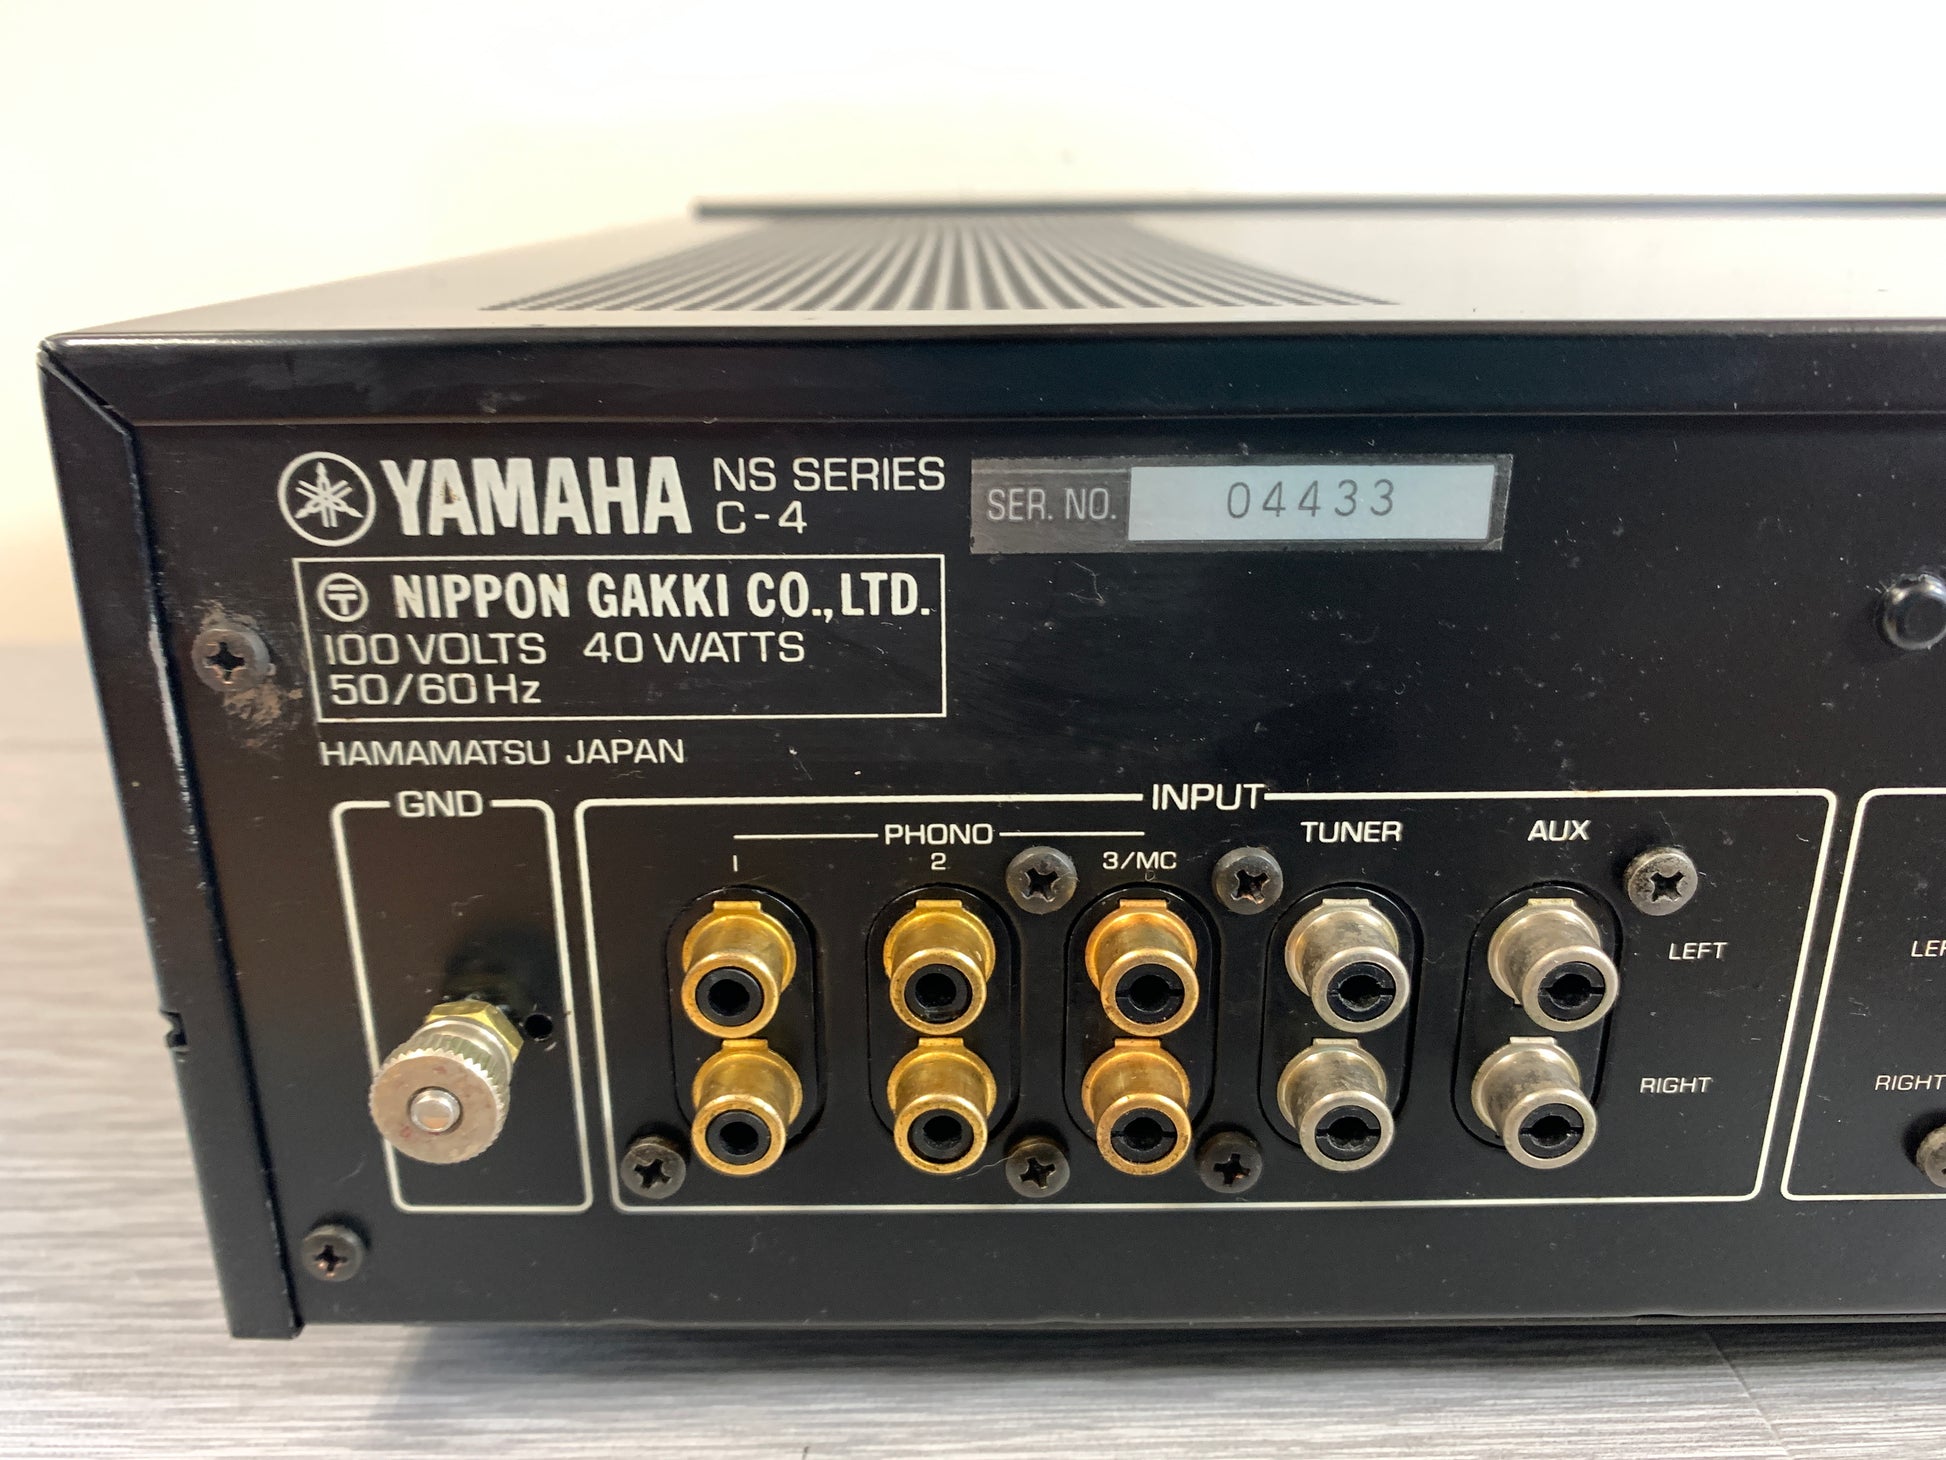 YAMAHA NS SERIES
C-4
SER. NO. 04433
〒 NIPPON GAKKI CO., LTD.
100 VOLTS 40 WATTS
50/60 Hz
HAMAMATSU JAPAN
GND
INPUT
PHONO TUNER AUX
1 2 3/MC
LEFT
RIGHT
RIGHT